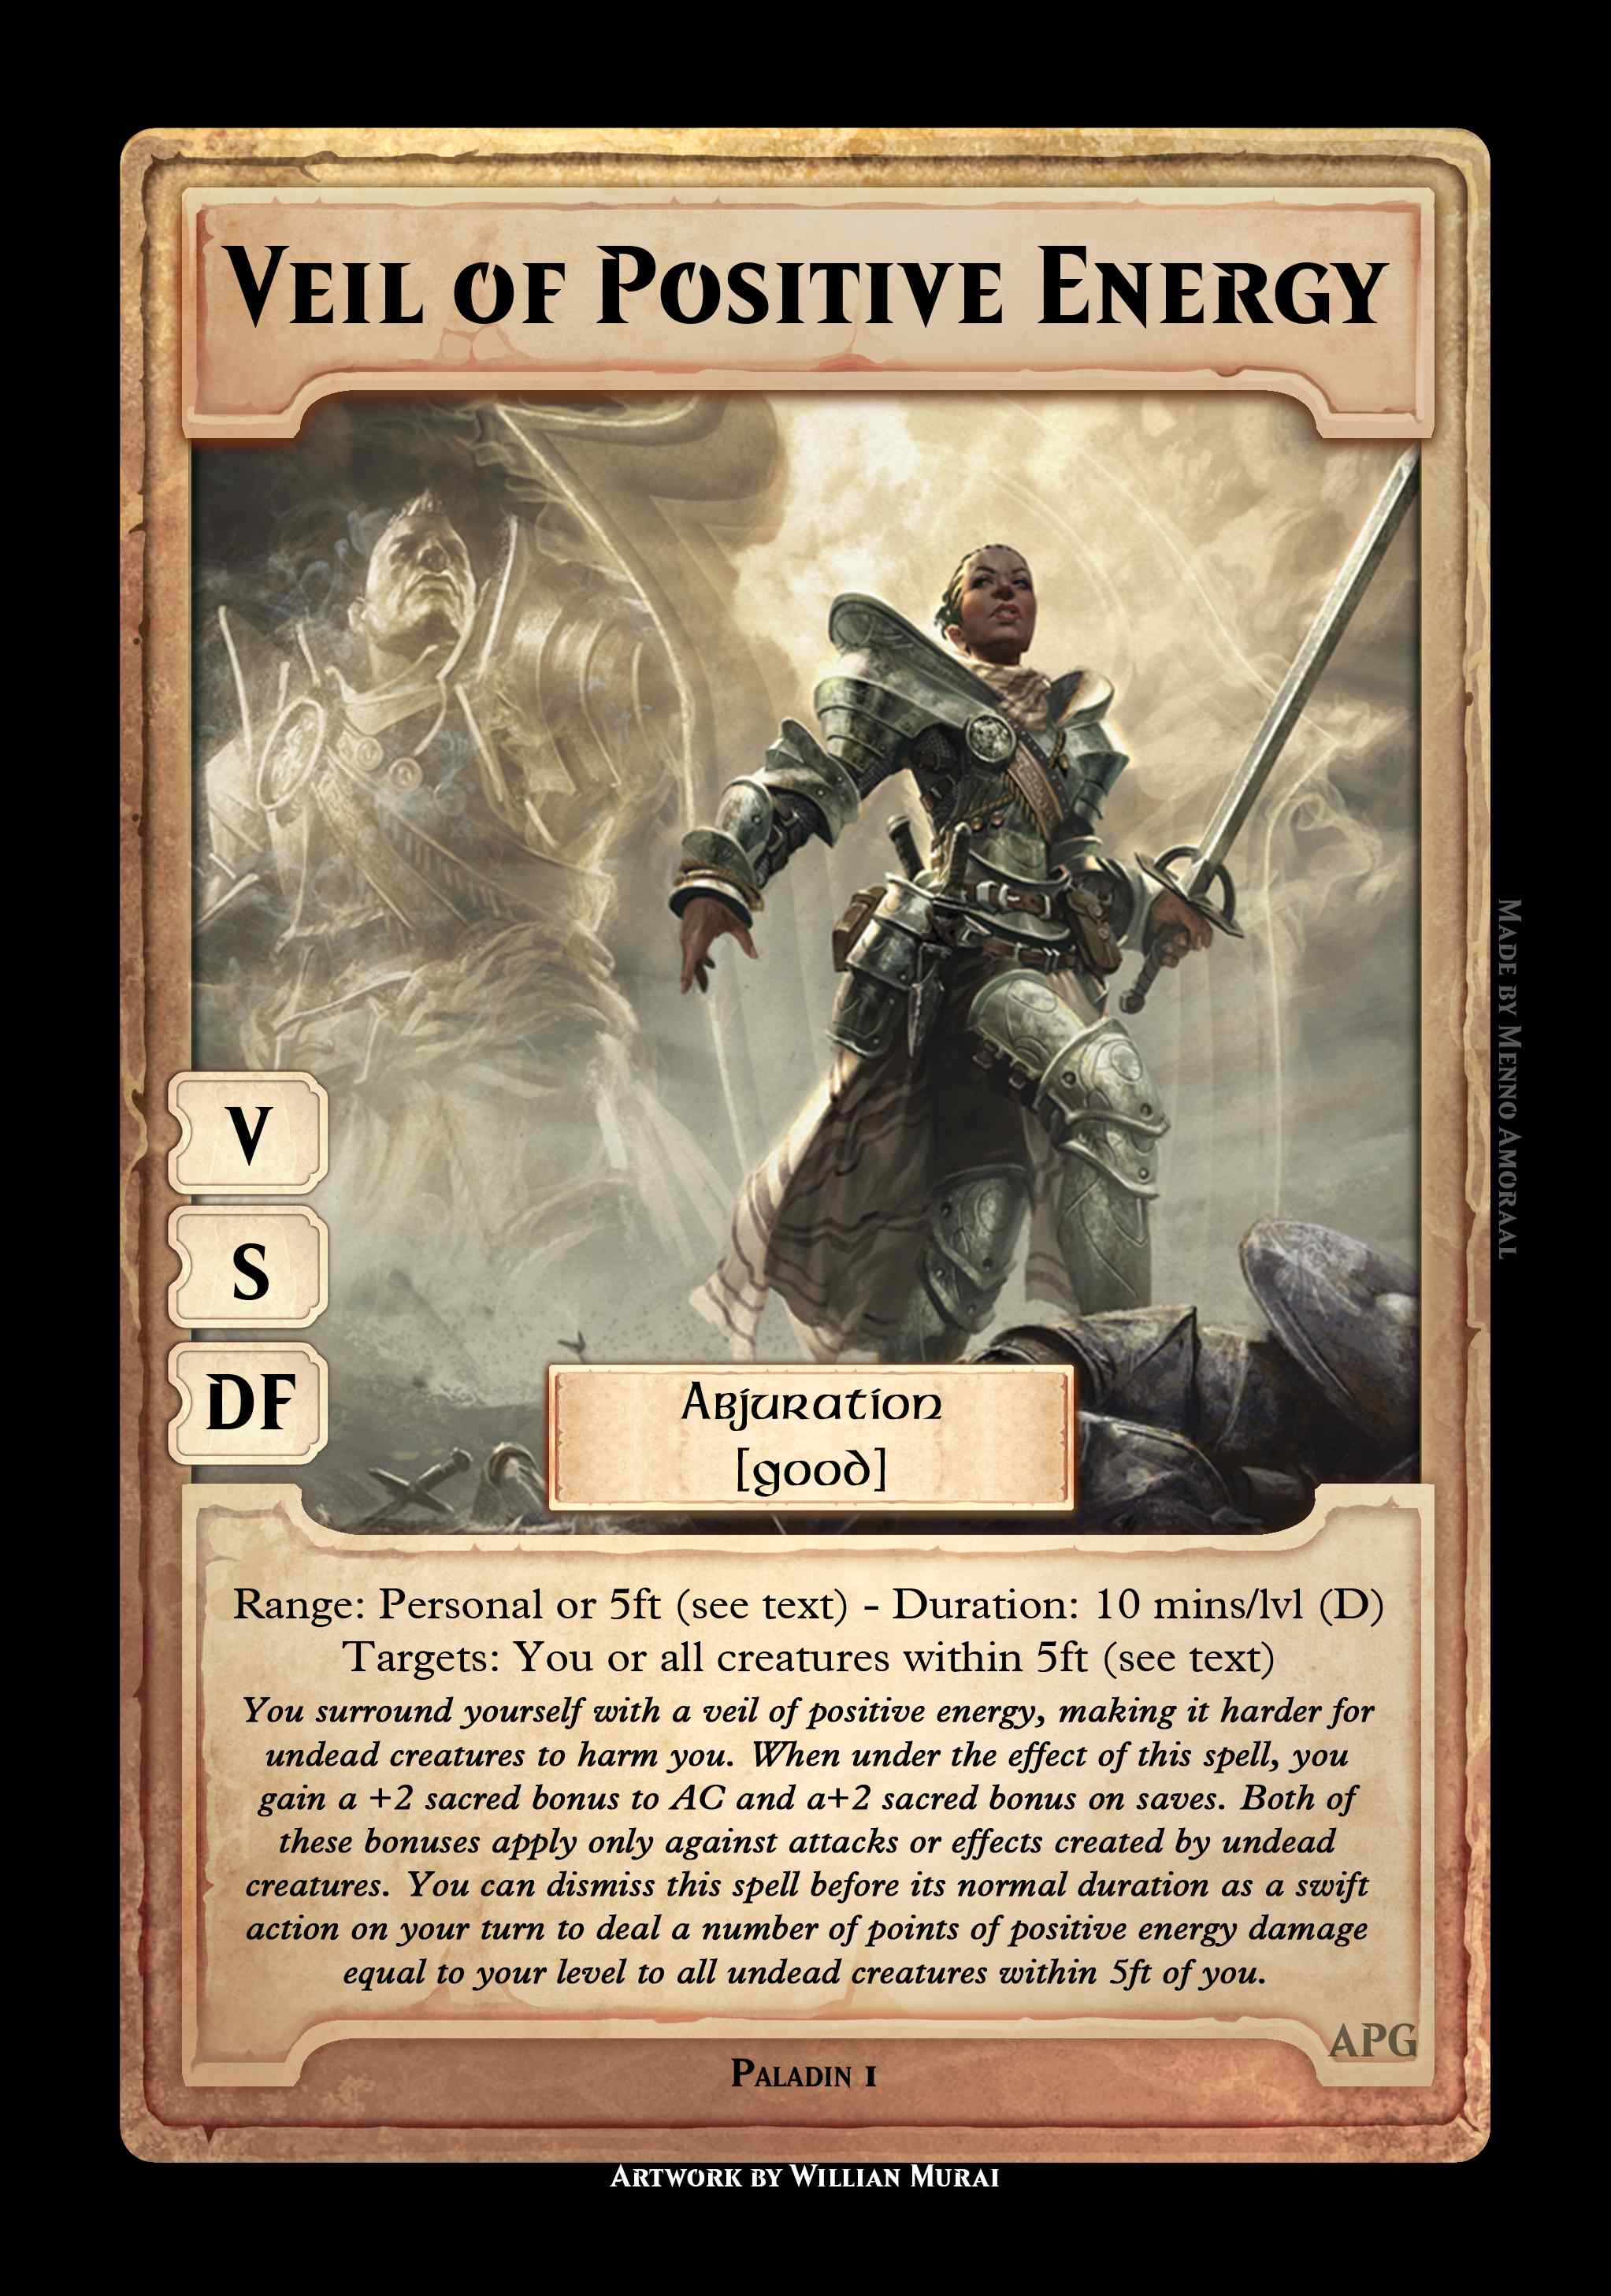 Veil of Positive Energy
V
S
DF
Abjuration
[good]
Range: Personal or 5ft (see text) - Duration: 10 mins/lvl (D)
Targets: You or all creatures within 5ft (see text)
You surround yourself with a veil of positive energy, making it harder for
undead creatures to harm you. When under the effect of this spell, you
gain a +2 sacred bonus to AC and a+2 sacred bonus on saves. Both of
these bonuses apply only against attacks or effects created by undead
creatures. You can dismiss this spell before its normal duration as a swift
action on your turn to deal a number of points of positive energy damage
equal to your level to all undead creatures within 5ft of you.
APG
Paladin 1
Artwork by Willian Murai
Made by Menno Amoraal